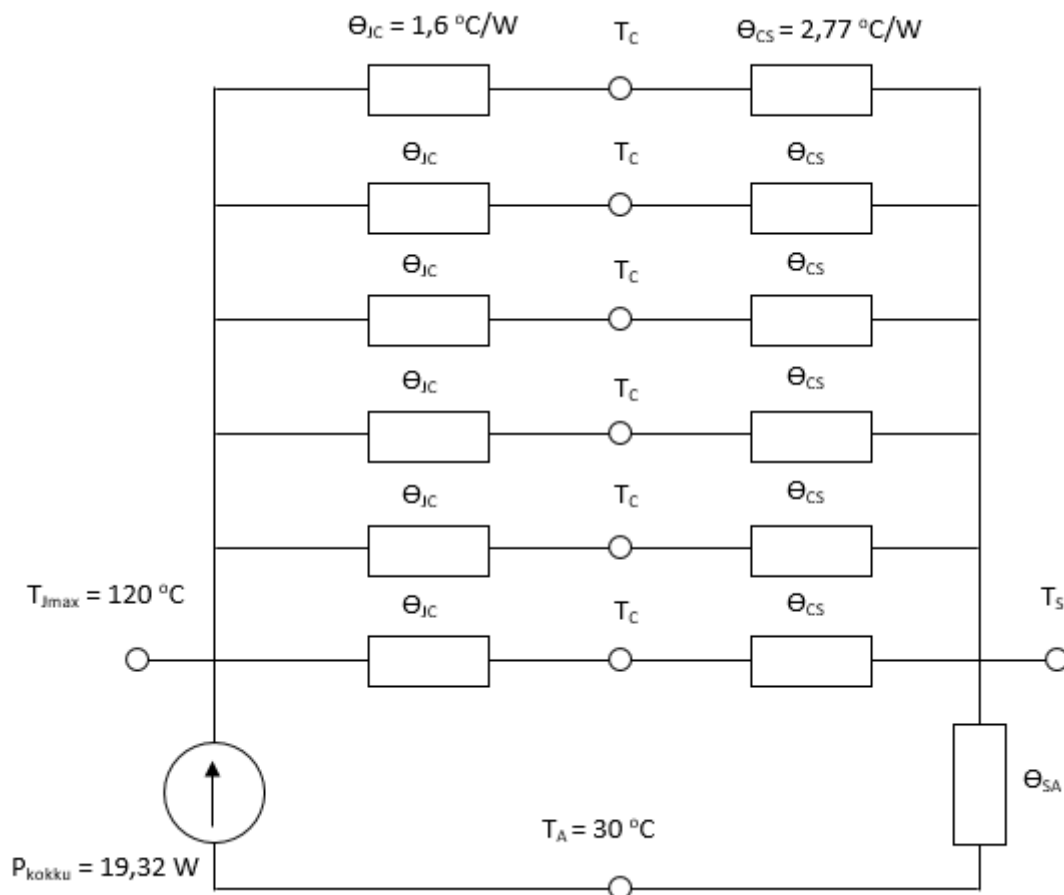 ϴJC = 1,6 °C/W TC ϴCS = 2,77 °C/W
ϴJC TC ϴCS
ϴJC TC ϴCS
ϴJC TC ϴCS
ϴJC TC ϴCS
TJmax = 120 °C ϴJC TC ϴCS TS
ϴSA
TA = 30 °C
Pkokku = 19,32 W